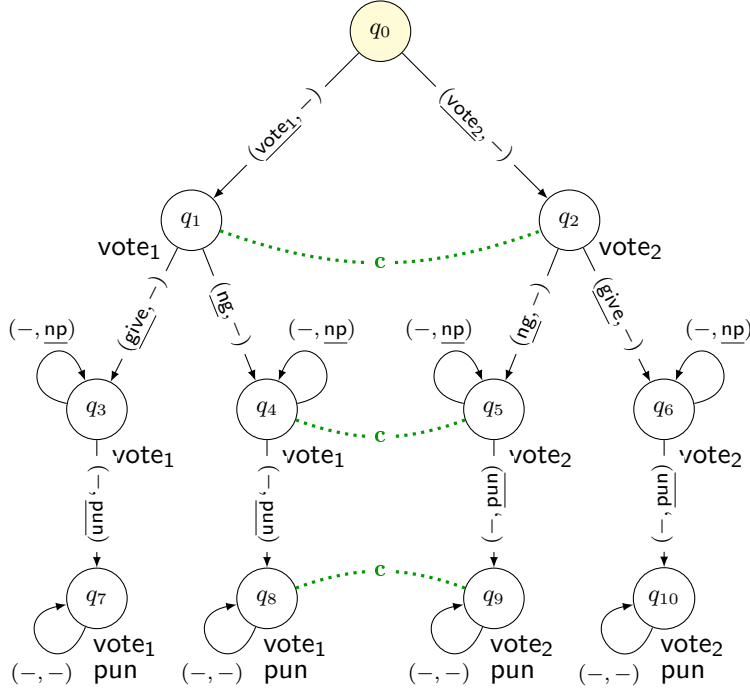 q0
(vote1, −)
(vote2, −)
q1
q2
vote1
c
vote2
(give, −)
(ng, −)
(ng, −)
(give, −)
(−, np)
(−, np)
(−, np)
(−, np)
q3
q4
c
q5
q6
vote1
vote1
vote2
vote2
(−, pun)
(−, pun)
(pun, −)
(pun, −)
c
q7
q8
q9
q10
vote1
vote1
vote2
vote2
(−, −)
pun
(−, −)
pun
(−, −)
pun
(−, −)
pun